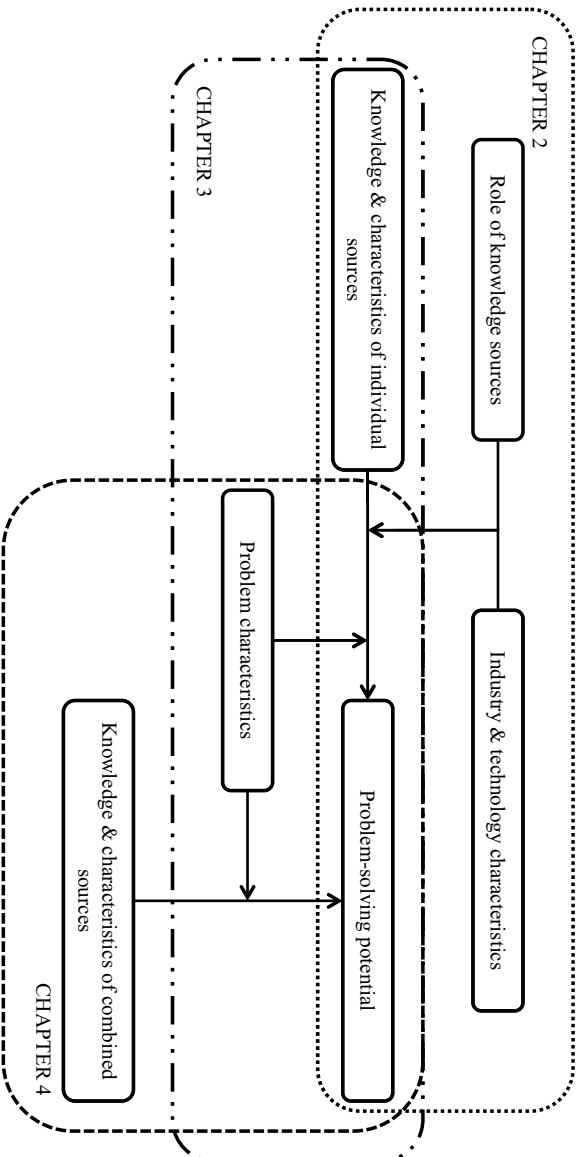 CHAPTER 2
Role of knowledge sources
Industry & technology characteristics
Knowledge & characteristics of individual
sources
Problem-solving potential
Problem characteristics
CHAPTER 3
Knowledge & characteristics of combined
sources
CHAPTER 4